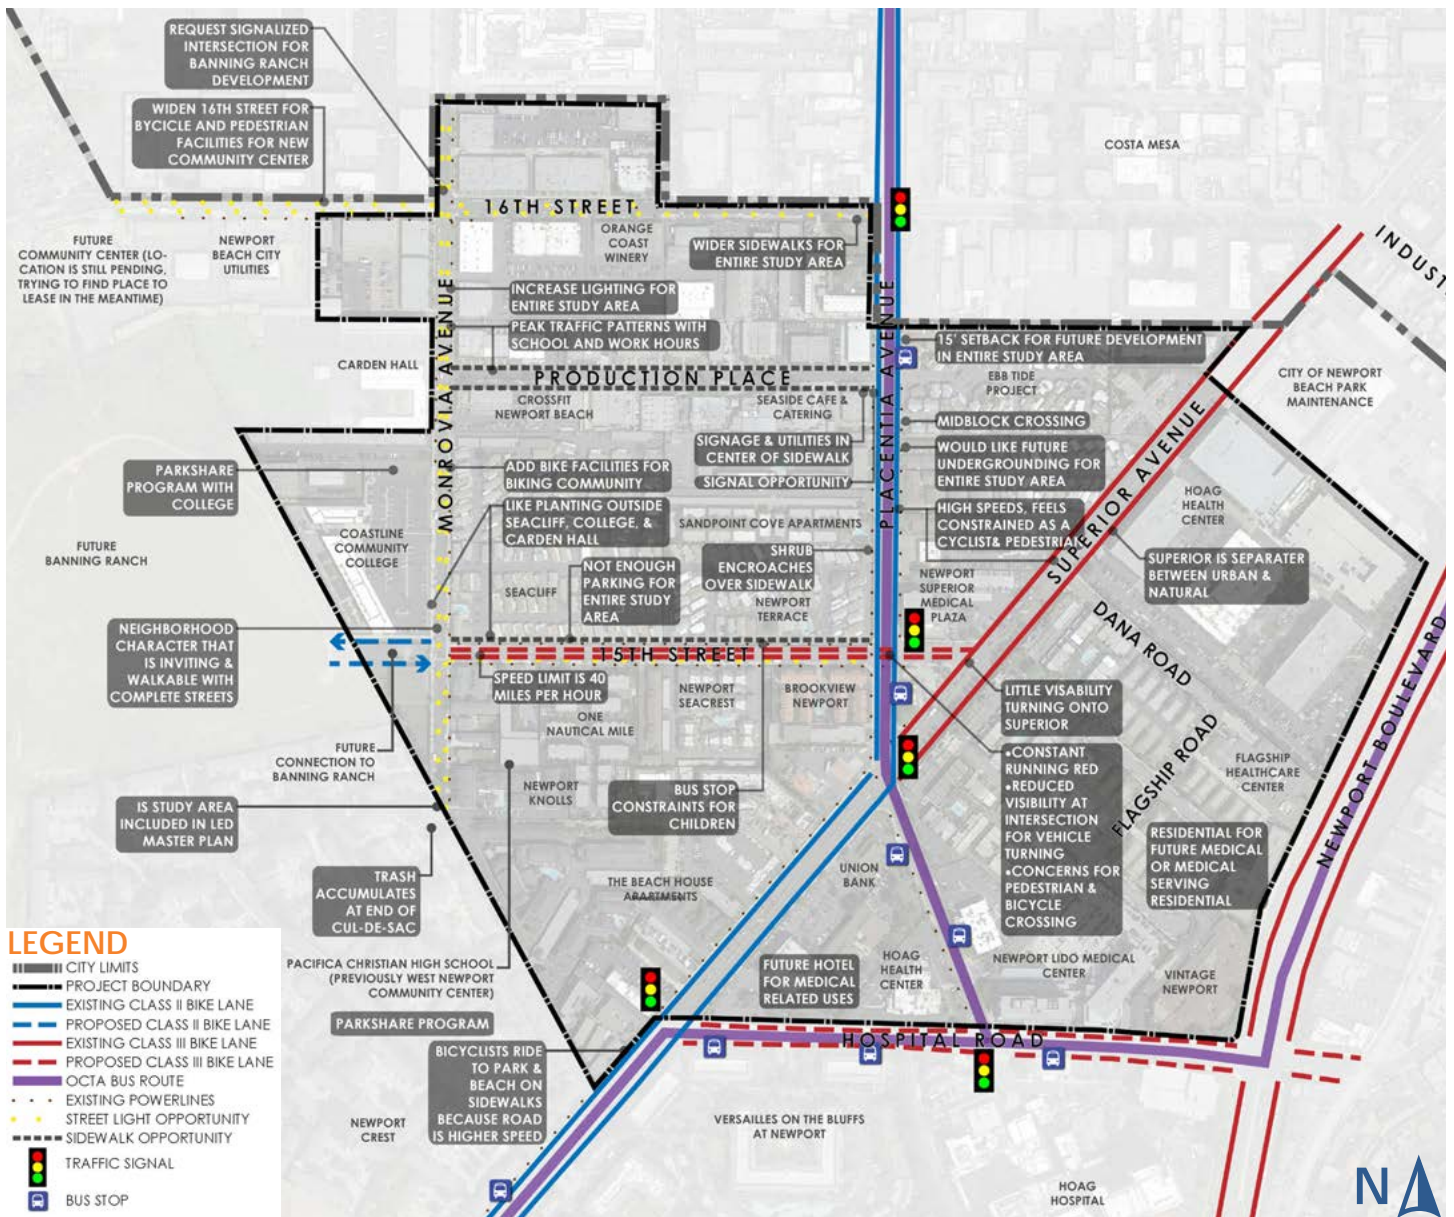 REQUEST SIGNALIZED
INTERSECTION FOR
BANNING RANCH
DEVELOPMENT
WIDEN 16TH STREET FOR
BYCICLE AND PEDESTRIAN
FACILITIES FOR NEW
COMMUNITY CENTER
COSTA MESA
16TH STREET
FUTURE
COMMUNITY CENTER (LO-
CATION IS STILL PENDING,
TRYING TO FIND PLACE TO
LEASE IN THE MEANTIME)
NEWPORT
BEACH CITY
UTILITIES
ORANGE
COAST
WINERY
WIDER SIDEWALKS FOR
ENTIRE STUDY AREA
INDUST
INCREASE LIGHTING FOR
ENTIRE STUDY AREA
PEAK TRAFFIC PATTERNS WITH
SCHOOL AND WORK HOURS
15' SETBACK FOR FUTURE DEVELOPMENT
IN ENTIRE STUDY AREA
CARDEN HALL
MONROVIA AVENUE
PRODUCTION PLACE
PLACENTIA AVENUE
EBB TIDE
PROJECT
CITY OF NEWPORT
BEACH PARK
MAINTENANCE
CROSSFIT
NEWPORT BEACH
SEASIDE CAFE &
CATERING
MIDBLOCK CROSSING
SUPERIOR AVENUE
SIGNAGE & UTILITIES IN
CENTER OF SIDEWALK
WOULD LIKE FUTURE
UNDERGROUNDING FOR
ENTIRE STUDY AREA
PARKSHARE
PROGRAM WITH
COLLEGE
ADD BIKE FACILITIES FOR
BIKING COMMUNITY
SIGNAL OPPORTUNITY
LIKE PLANTING OUTSIDE
SEACLIFF, COLLEGE, &
CARDEN HALL
SANDPOINT COVE APARTMENTS
HIGH SPEEDS, FEELS
CONSTRAINED AS A
CYCLIST& PEDESTRIAN
HOAG
HEALTH
CENTER
FUTURE
BANNING RANCH
COASTLINE
COMMUNITY
COLLEGE
SHRUB
ENCROACHES
OVER SIDEWALK
SUPERIOR IS SEPARATER
BETWEEN URBAN &
NATURAL
NOT ENOUGH
PARKING FOR
ENTIRE STUDY
AREA
SEACLIFF
NEWPORT
TERRACE
NEWPORT
SUPERIOR
MEDICAL
PLAZA
DANA ROAD
NEIGHBORHOOD
CHARACTER THAT
IS INVITING &
WALKABLE WITH
COMPLETE STREETS
15TH STREET
SPEED LIMIT IS 40
MILES PER HOUR
NEWPORT
SEACREST
BROOKVIEW
NEWPORT
LITTLE VISABILITY
TURNING ONTO
SUPERIOR
ONE
NAUTICAL MILE
FLAGSHIP ROAD
NEWPORT BOULEVARD
FUTURE
CONNECTION TO
BANNING RANCH
•CONSTANT
RUNNING RED
•REDUCED
VISIBILITY AT
INTERSECTION
FOR VEHICLE
TURNING
•CONCERNS FOR
PEDESTRIAN &
BICYCLE
CROSSING
FLAGSHIP
HEALTHCARE
CENTER
NEWPORT
KNOLLS
BUS STOP
CONSTRAINTS FOR
CHILDREN
IS STUDY AREA
INCLUDED IN LED
MASTER PLAN
RESIDENTIAL FOR
FUTURE MEDICAL
OR MEDICAL
SERVING
RESIDENTIAL
TRASH
ACCUMULATES
AT END OF
CUL-DE-SAC
THE BEACH HOUSE
APARTMENTS
UNION
BANK
PACIFICA CHRISTIAN HIGH SCHOOL
(PREVIOUSLY WEST NEWPORT
COMMUNITY CENTER)
FUTURE HOTEL
FOR MEDICAL
RELATED USES
HOAG
HEALTH
CENTER
NEWPORT LIDO MEDICAL
CENTER
VINTAGE
NEWPORT
PARKSHARE PROGRAM
HOSPITAL ROAD
BICYCLISTS RIDE
TO PARK &
BEACH ON
SIDEWALKS
BECAUSE ROAD
IS HIGHER SPEED
NEWPORT
CREST
VERSAILLES ON THE BLUFFS
AT NEWPORT
HOAG
HOSPITAL
LEGEND
CITY LIMITS
PROJECT BOUNDARY
EXISTING CLASS II BIKE LANE
PROPOSED CLASS II BIKE LANE
EXISTING CLASS III BIKE LANE
PROPOSED CLASS III BIKE LANE
OCTA BUS ROUTE
EXISTING POWERLINES
STREET LIGHT OPPORTUNITY
SIDEWALK OPPORTUNITY
TRAFFIC SIGNAL
BUS STOP
N